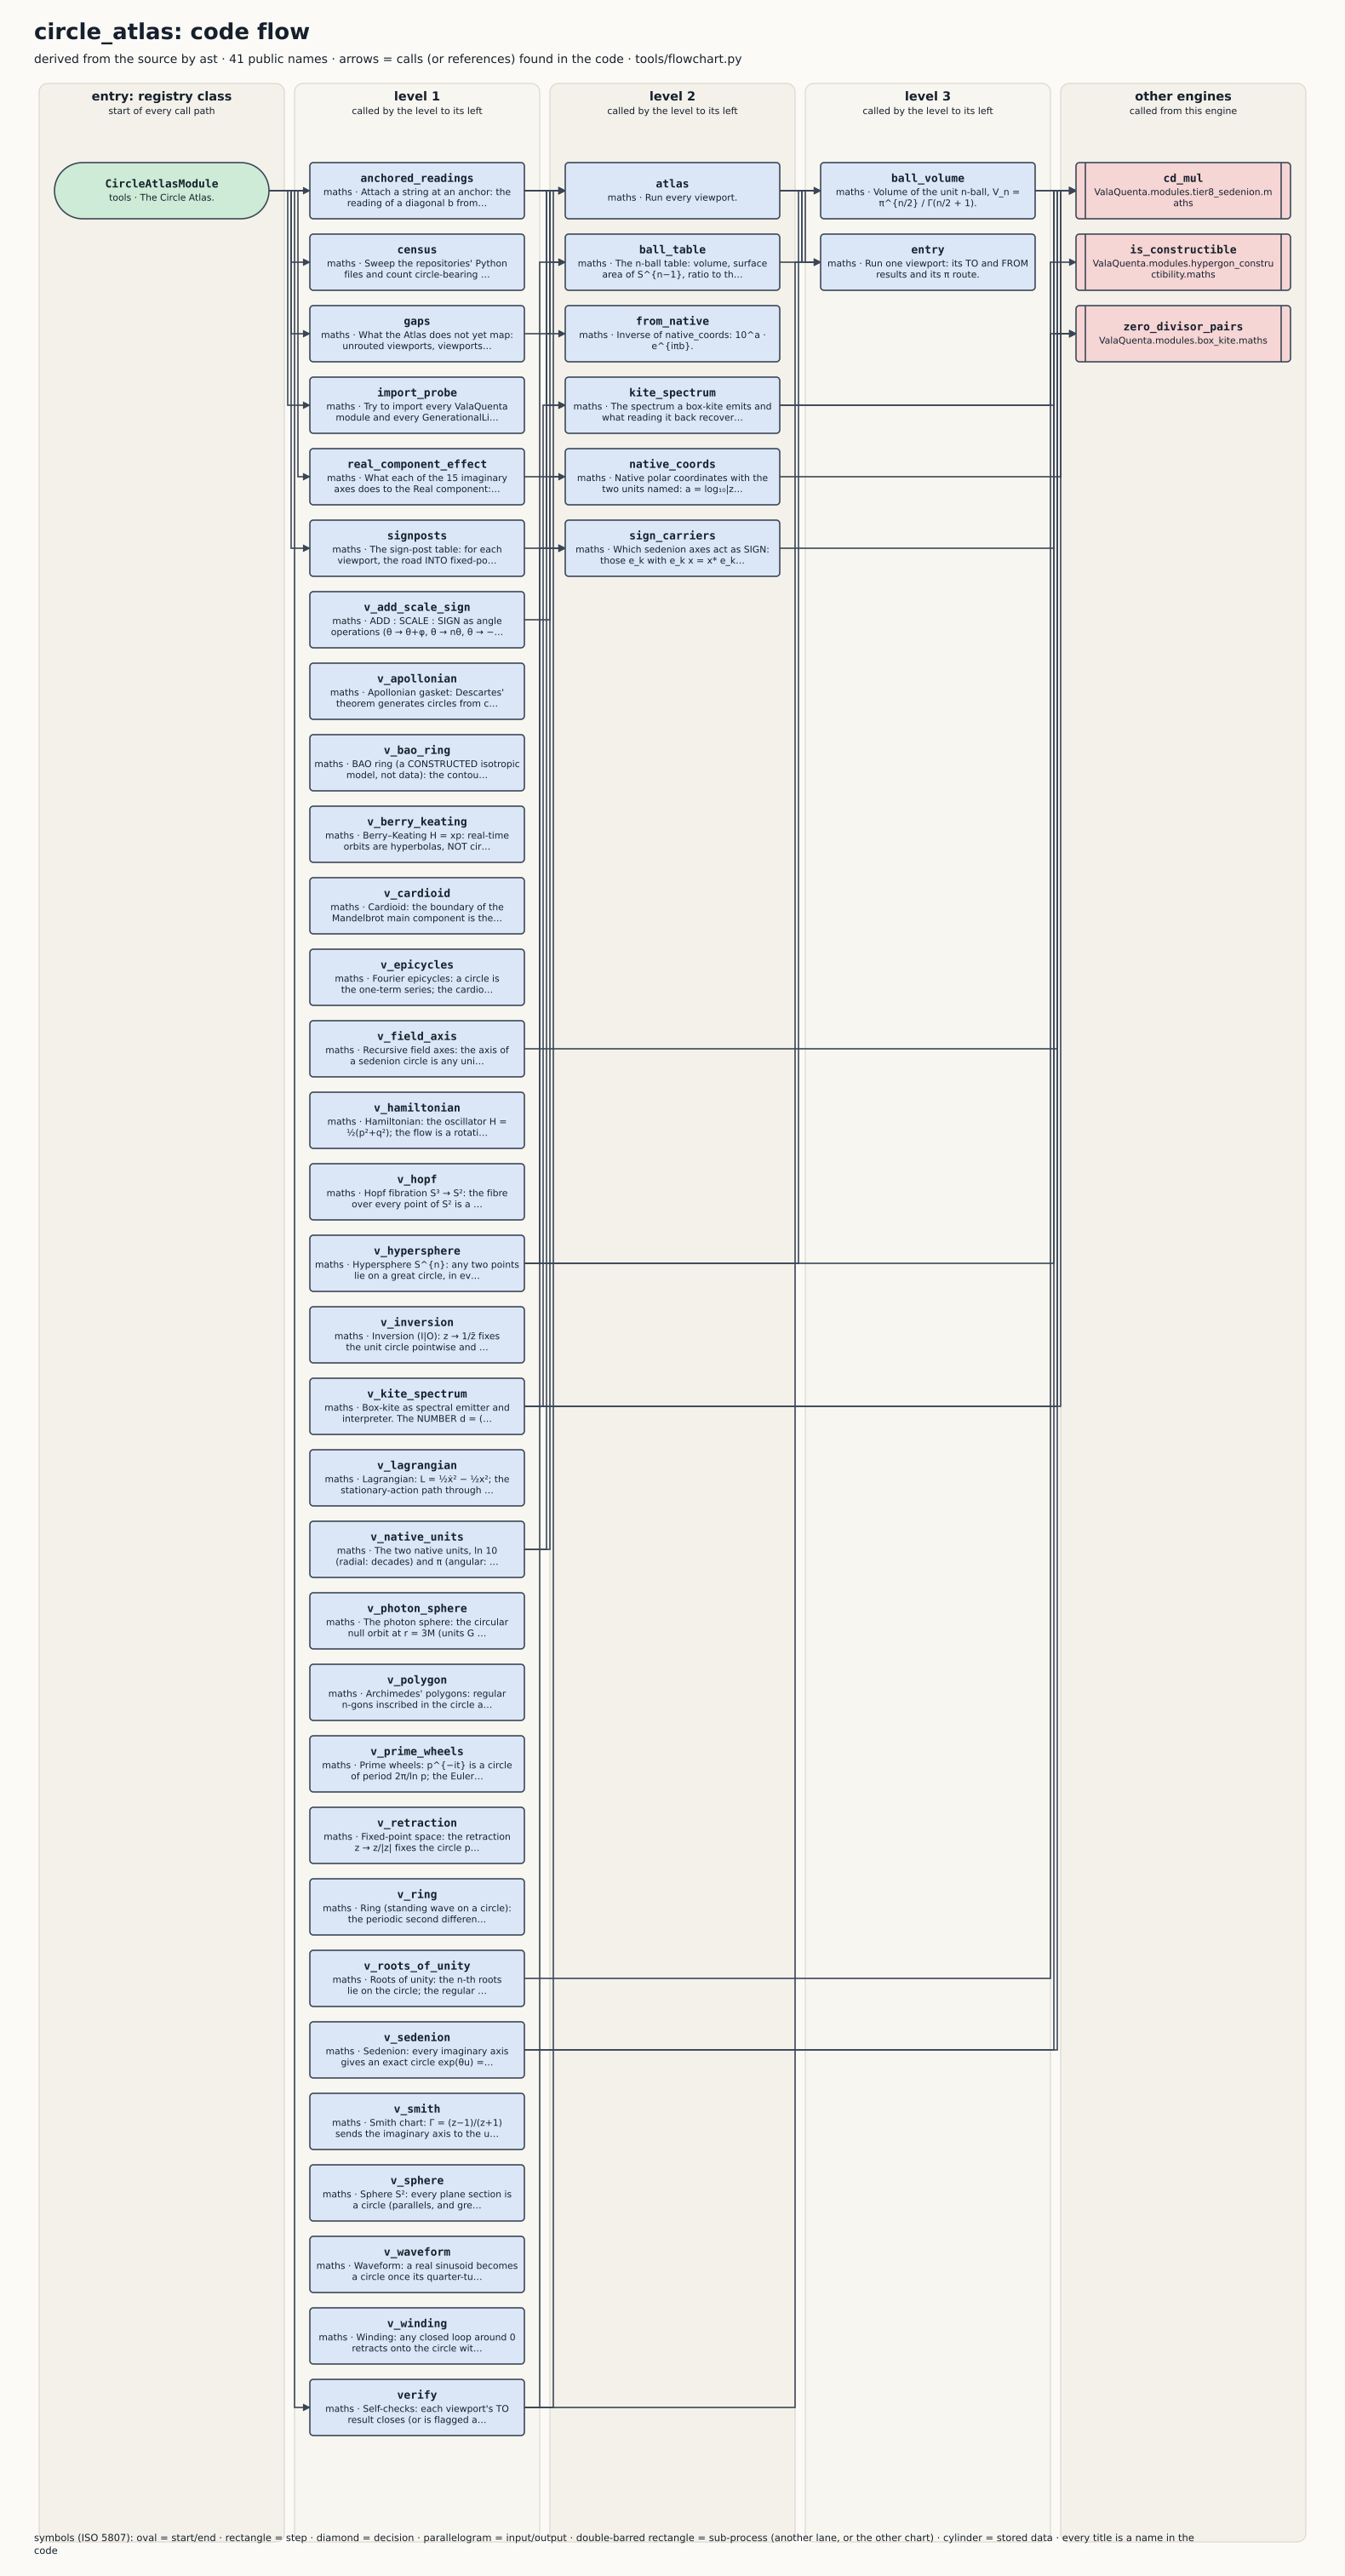 circle_atlas: code flow
derived from the source by ast · 41 public names · arrows = calls (or references) found in the code · tools/flowchart.py
entry: registry class
start of every call path
CircleAtlasModule
tools · The Circle Atlas.
level 1
called by the level to its left
anchored_readings
maths · Attach a string at an anchor: the
reading of a diagonal b from…
census
maths · Sweep the repositories' Python
files and count circle-bearing …
gaps
maths · What the Atlas does not yet map:
unrouted viewports, viewports…
import_probe
maths · Try to import every ValaQuenta
module and every GenerationalLi…
real_component_effect
maths · What each of the 15 imaginary
axes does to the Real component:…
signposts
maths · The sign-post table: for each
viewport, the road INTO fixed-po…
v_add_scale_sign
maths · ADD : SCALE : SIGN as angle
operations (θ → θ+φ, θ → nθ, θ → −…
v_apollonian
maths · Apollonian gasket: Descartes'
theorem generates circles from c…
v_bao_ring
maths · BAO ring (a CONSTRUCTED isotropic
model, not data): the contou…
v_berry_keating
maths · Berry–Keating H = xp: real-time
orbits are hyperbolas, NOT cir…
v_cardioid
maths · Cardioid: the boundary of the
Mandelbrot main component is the…
v_epicycles
maths · Fourier epicycles: a circle is
the one-term series; the cardio…
v_field_axis
maths · Recursive field axes: the axis of
a sedenion circle is any uni…
v_hamiltonian
maths · Hamiltonian: the oscillator H =
½(p²+q²); the flow is a rotati…
v_hopf
maths · Hopf fibration S³ → S²: the fibre
over every point of S² is a …
v_hypersphere
maths · Hypersphere S^{n}: any two points
lie on a great circle, in ev…
v_inversion
maths · Inversion (I|O): z → 1/z̄ fixes
the unit circle pointwise and …
v_kite_spectrum
maths · Box-kite as spectral emitter and
interpreter. The NUMBER d = (…
v_lagrangian
maths · Lagrangian: L = ½ẋ² − ½x²; the
stationary-action path through …
v_native_units
maths · The two native units, ln 10
(radial: decades) and π (angular: …
v_photon_sphere
maths · The photon sphere: the circular
null orbit at r = 3M (units G …
v_polygon
maths · Archimedes' polygons: regular
n-gons inscribed in the circle a…
v_prime_wheels
maths · Prime wheels: p^{−it} is a circle
of period 2π/ln p; the Euler…
v_retraction
maths · Fixed-point space: the retraction
z → z/|z| fixes the circle p…
v_ring
maths · Ring (standing wave on a circle):
the periodic second differen…
v_roots_of_unity
maths · Roots of unity: the n-th roots
lie on the circle; the regular …
v_sedenion
maths · Sedenion: every imaginary axis
gives an exact circle exp(θu) =…
v_smith
maths · Smith chart: Γ = (z−1)/(z+1)
sends the imaginary axis to the u…
v_sphere
maths · Sphere S²: every plane section is
a circle (parallels, and gre…
v_waveform
maths · Waveform: a real sinusoid becomes
a circle once its quarter-tu…
v_winding
maths · Winding: any closed loop around 0
retracts onto the circle wit…
verify
maths · Self-checks: each viewport's TO
result closes (or is flagged a…
level 2
called by the level to its left
atlas
maths · Run every viewport.
ball_table
maths · The n-ball table: volume, surface
area of S^{n−1}, ratio to th…
from_native
maths · Inverse of native_coords: 10^a ·
e^{iπb}.
kite_spectrum
maths · The spectrum a box-kite emits and
what reading it back recover…
native_coords
maths · Native polar coordinates with the
two units named: a = log₁₀|z…
sign_carriers
maths · Which sedenion axes act as SIGN:
those e_k with e_k x = x* e_k…
level 3
called by the level to its left
ball_volume
maths · Volume of the unit n-ball, V_n =
π^{n/2} / Γ(n/2 + 1).
entry
maths · Run one viewport: its TO and FROM
results and its π route.
other engines
called from this engine
cd_mul
ValaQuenta.modules.tier8_sedenion.m
aths
is_constructible
ValaQuenta.modules.hypergon_constru
ctibility.maths
zero_divisor_pairs
ValaQuenta.modules.box_kite.maths
symbols (ISO 5807): oval = start/end · rectangle = step · diamond = decision · parallelogram = input/output · double-barred rectangle = sub-process (another lane, or the other chart) · cylinder = stored data · every title is a name in the
code